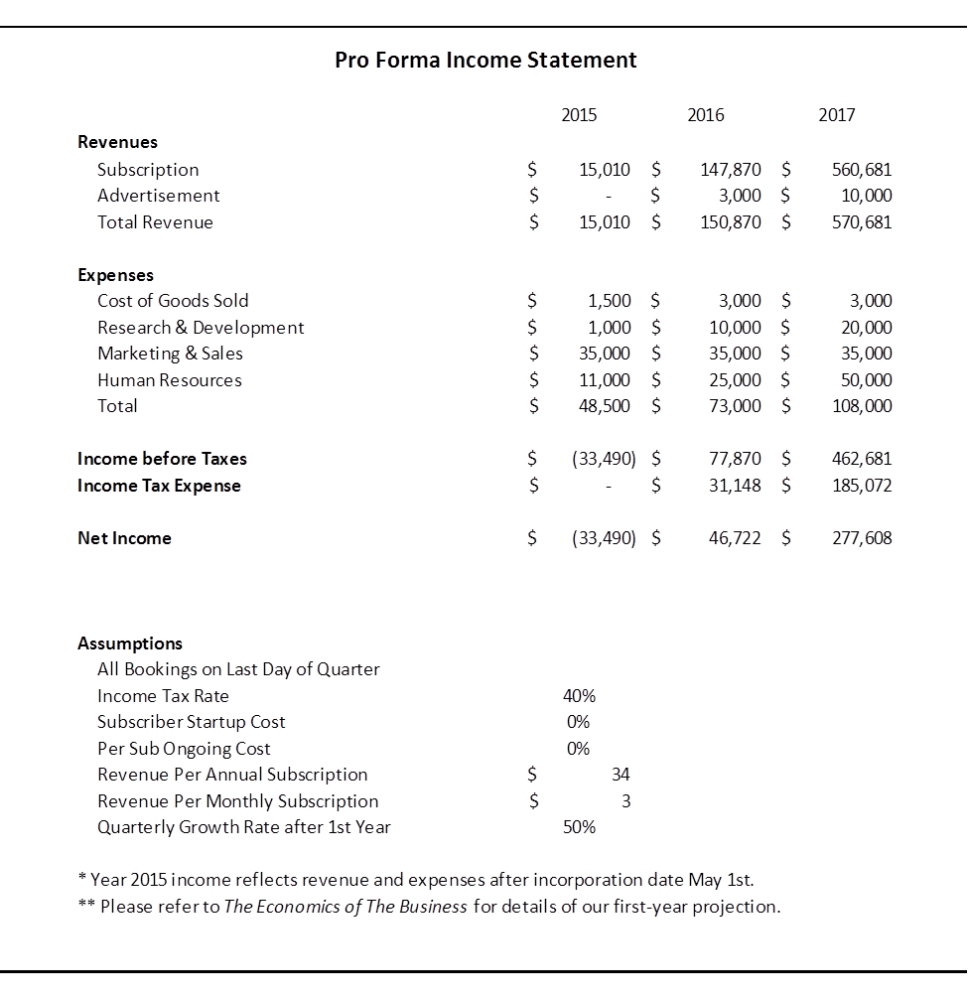 Pro Forma Income Statement
2015 2016 2017
Revenues
Subscription $ 15,010 $ 147,870 $ 560,681
Advertisement $ - $ 3,000 $ 10,000
Total Revenue $ 15,010 $ 150,870 $ 570,681
Expenses
Cost of Goods Sold $ 1,500 $ 3,000 $ 3,000
Research & Development $ 1,000 $ 10,000 $ 20,000
Marketing & Sales $ 35,000 $ 35,000 $ 35,000
Human Resources $ 11,000 $ 25,000 $ 50,000
Total $ 48,500 $ 73,000 $ 108,000
Income before Taxes $ (33,490) $ 77,870 $ 462,681
Income Tax Expense $ - $ 31,148 $ 185,072
Net Income $ (33,490) $ 46,722 $ 277,608
Assumptions
All Bookings on Last Day of Quarter
Income Tax Rate 40%
Subscriber Startup Cost 0%
Per Sub Ongoing Cost 0%
Revenue Per Annual Subscription $ 34
Revenue Per Monthly Subscription $ 3
Quarterly Growth Rate after 1st Year 50%
* Year 2015 income reflects revenue and expenses after incorporation date May 1st.
** Please refer to The Economics of The Business for details of our first-year projection.